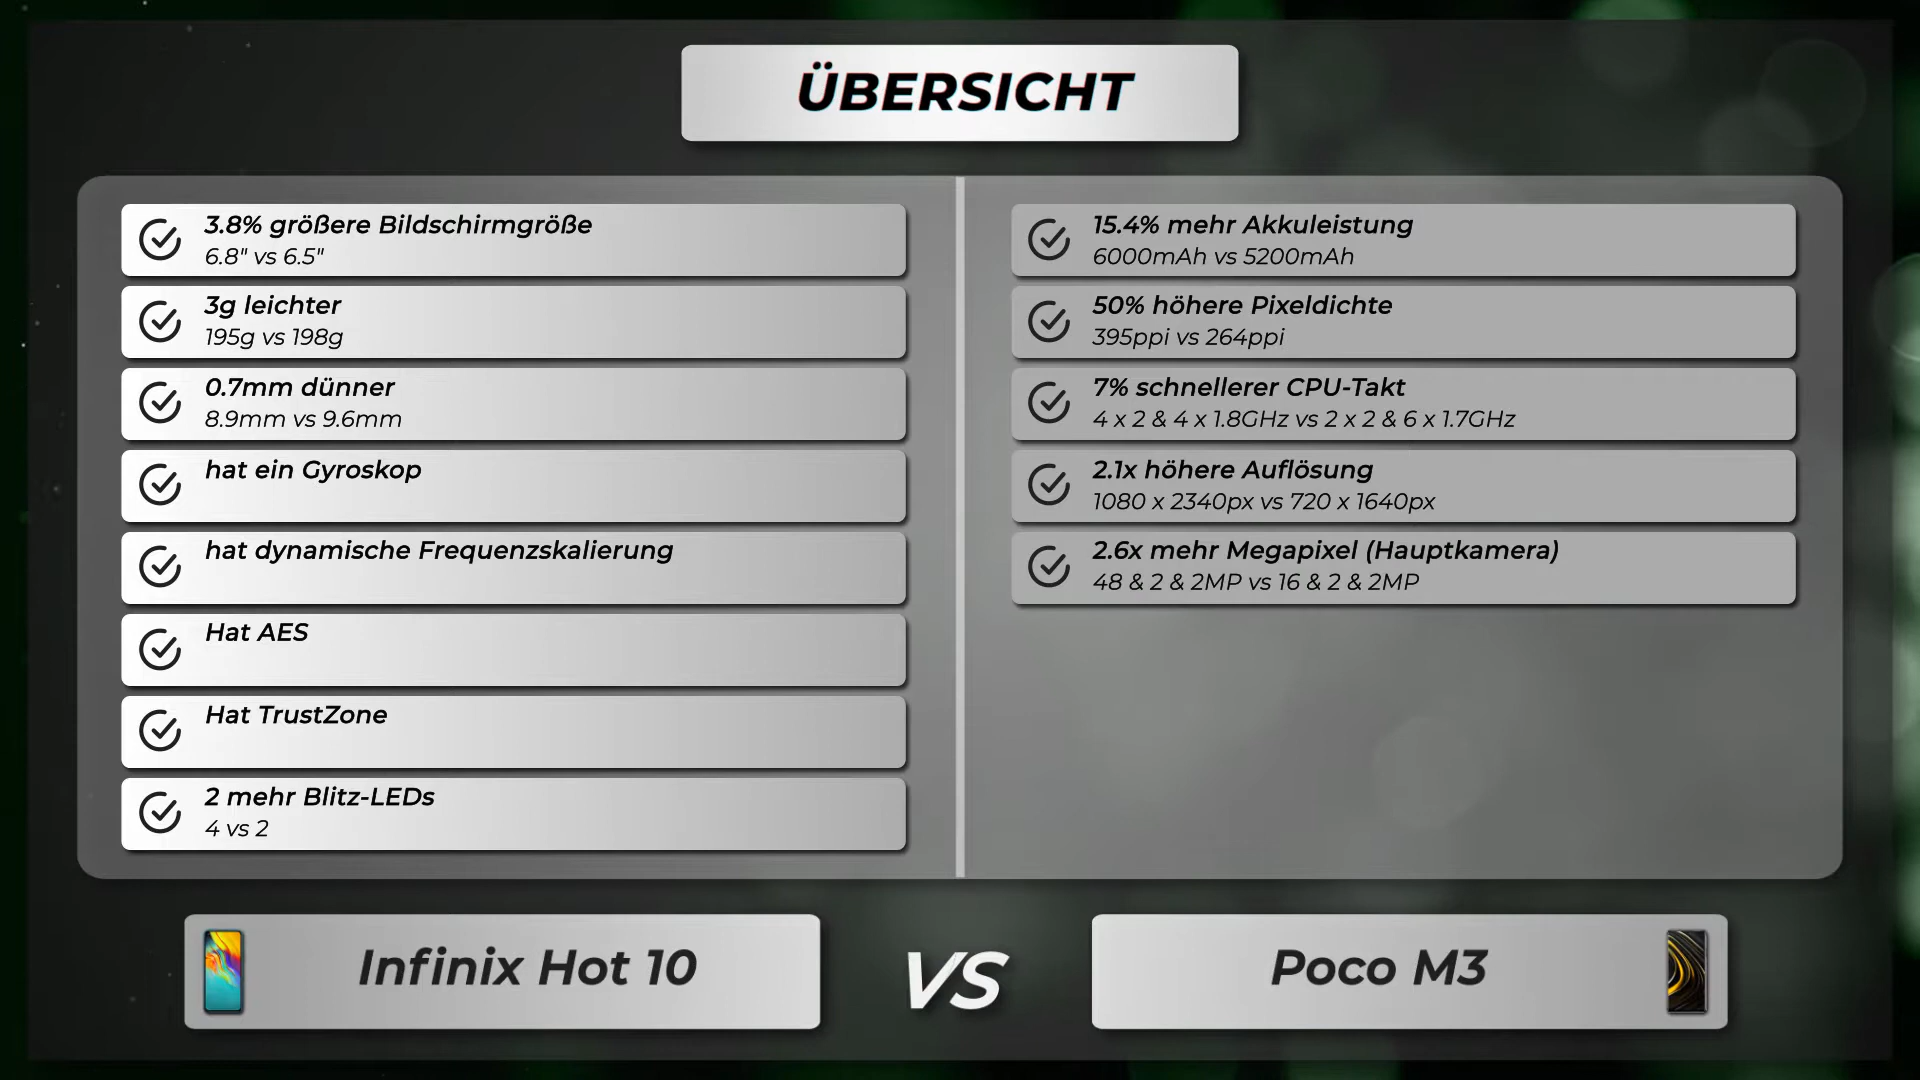 ÜBERSICHT
3.8% größere Bildschirmgröße
6.8" vs 6.5"
3g leichter
195g vs 198g
0.7mm dünner
8.9mm vs 9.6mm
hat ein Gyroskop
hat dynamische Frequenzskalierung
Hat AES
Hat TrustZone
2 mehr Blitz-LEDs
4 vs 2
15.4% mehr Akkuleistung
6000mAh vs 5200mAh
50% höhere Pixeldichte
395ppi vs 264ppi
7% schnellerer CPU-Takt
4 x 2 & 4 x 1.8GHz vs 2 x 2 & 6 x 1.7GHz
2.1x höhere Auflösung
1080 x 2340px vs 720 x 1640px
2.6x mehr Megapixel (Hauptkamera)
48 & 2 & 2MP vs 16 & 2 & 2MP
Infinix Hot 10
VS
Poco M3